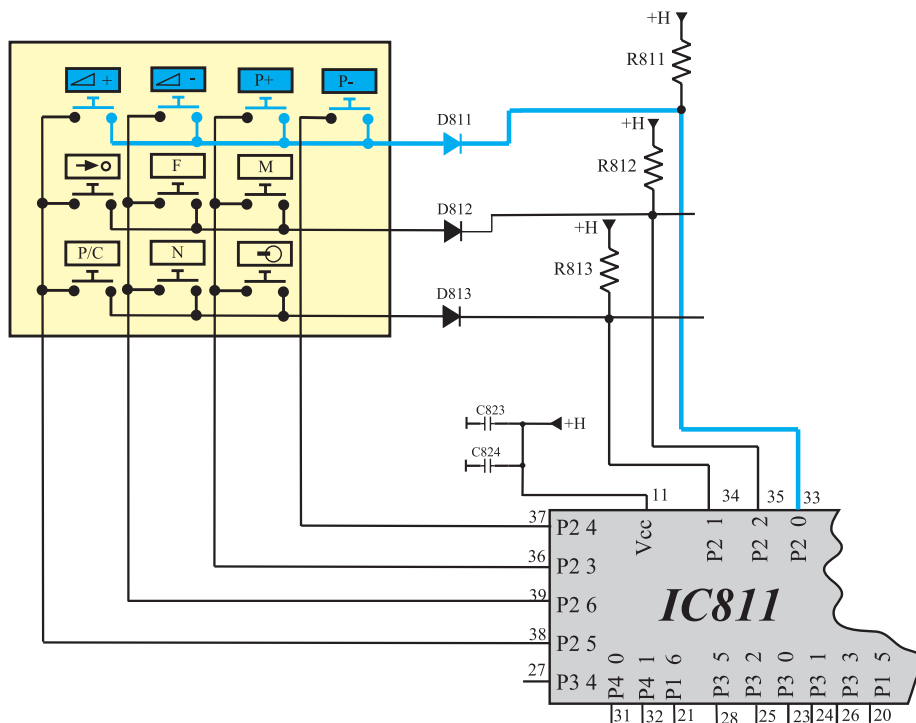 +H
R811
+ - P+ P-
D811
+H
R812
F M
D812
+H
P/C N
R813
D813
C823
+H
C824
11 34 35 33
37 P2 4 Vcc P2 1 P2 2 P2 0
36 P2 3
39 P2 6
IC811
38 P2 5
27 P3 4
P4 0 P4 1 P1 6 P3 5 P3 2 P3 0 P3 1 P3 3 P1 5
31 32 21 28 25 23 24 26 20